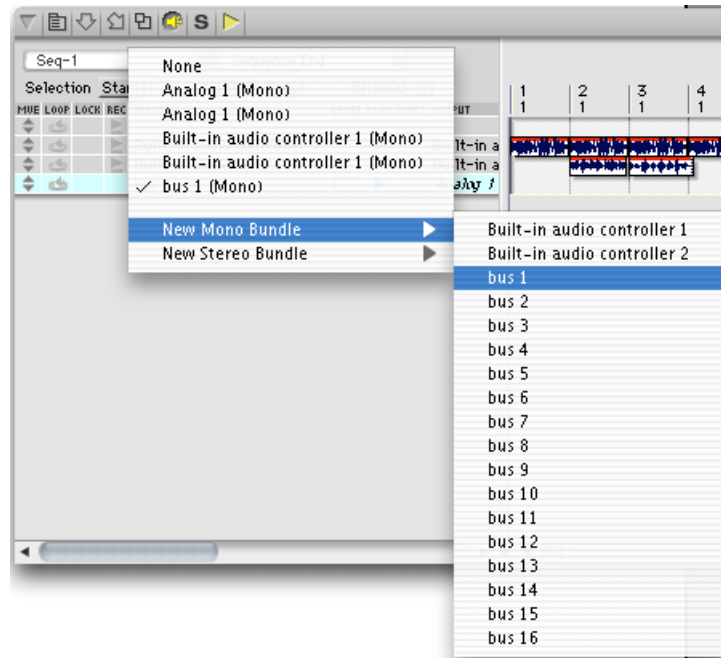 S
Seq-1
Sequence End
Selection Start
MVE LOOP LOCK REC
PUT
1 2 3 4
1 1 1 1
None
Analog 1 (Mono)
Analog 1 (Mono)
Built-in audio controller 1 (Mono)
Built-in audio controller 1 (Mono)
✓ bus 1 (Mono)
lt-in a
lt-in a
New Mono Bundle
New Stereo Bundle
Built-in audio controller 1
Built-in audio controller 2
bus 1
bus 2
bus 3
bus 4
bus 5
bus 6
bus 7
bus 8
bus 9
bus 10
bus 11
bus 12
bus 13
bus 14
bus 15
bus 16